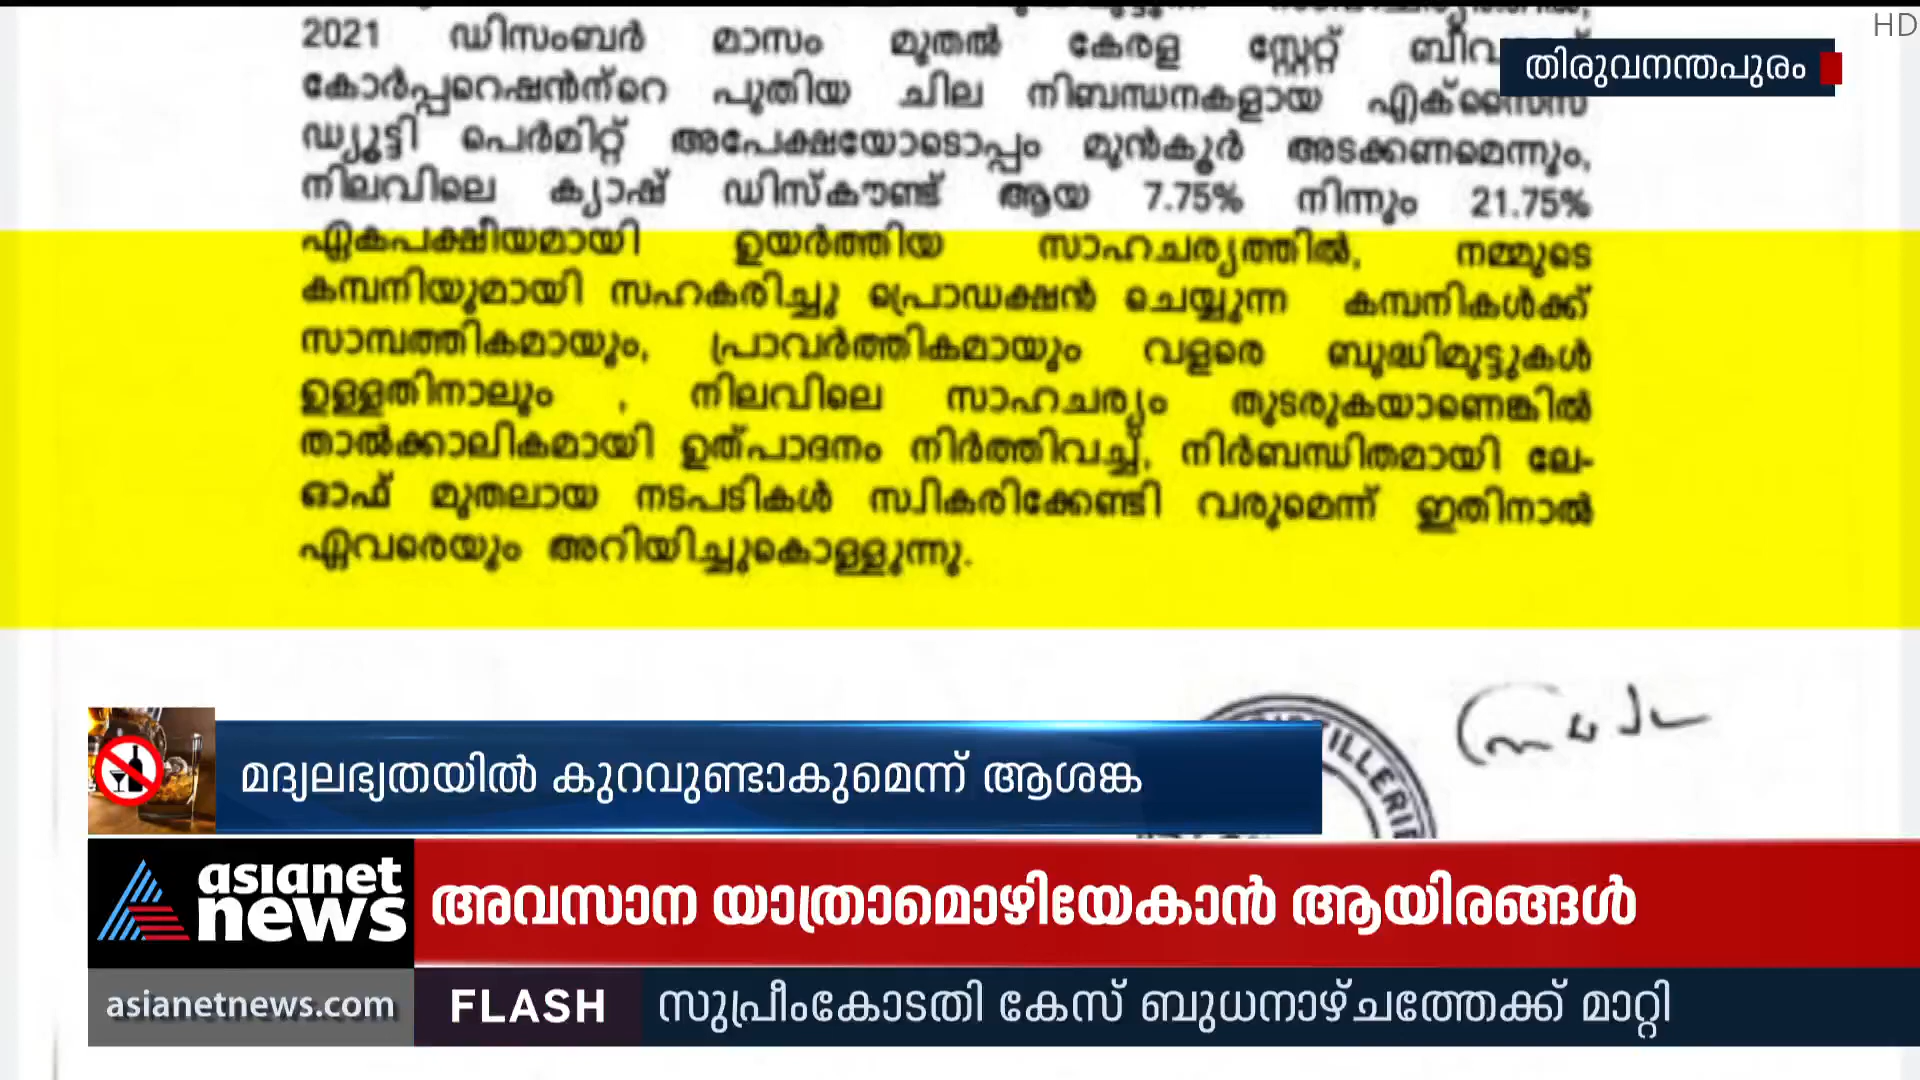 HD
തിരുവനന്തപുരം
2021 ഡിസംബർ മാസം മുതൽ കേരള സ്റ്റേറ്റ്
കോർപ്പറേഷൻന്റെ പുതിയ ചില നിബന്ധനകളായ എക്സൈസ്
ഡ്യൂട്ടി പെർമിറ്റ് അപേക്ഷയോടൊപ്പം മുൻകൂർ അടക്കണമെന്നും,
നിലവിലെ ക്യാഷ് ഡിസ്കൗണ്ട് ആയ 7.75% നിന്നും 21.75%
ഏകപക്ഷീയമായി ഉയർത്തിയ സാഹചര്യത്തിൽ, നമ്മുടെ
കമ്പനിയുമായി സഹകരിച്ചു പ്രൊഡക്ഷൻ ചെയ്യുന്ന കമ്പനികൾക്ക്
സാമ്പത്തികമായും, പ്രാവർത്തികമായും വളരെ ബുദ്ധിമുട്ടുകൾ
ഉള്ളതിനാലും , നിലവിലെ സാഹചര്യം തുടരുകയാണെങ്കിൽ
താൽക്കാലികമായി ഉത്പാദനം നിർത്തിവച്ച്, നിർബന്ധിതമായി ലേ-
ഓഫ് മുതലായ നടപടികൾ സ്വികരിക്കേണ്ടി വരുമെന്ന് ഇതിനാൽ
ഏവരെയും അറിയിച്ചുകൊള്ളുന്നു.
മദ്യലഭ്യതയിൽ കുറവുണ്ടാകുമെന്ന് ആശങ്ക
asianet news
അവസാന യാത്രാമൊഴിയേകാൻ ആയിരങ്ങൾ
asianetnews.com
FLASH
സുപ്രീംകോടതി കേസ് ബുധനാഴ്ചത്തേക്ക് മാറ്റി